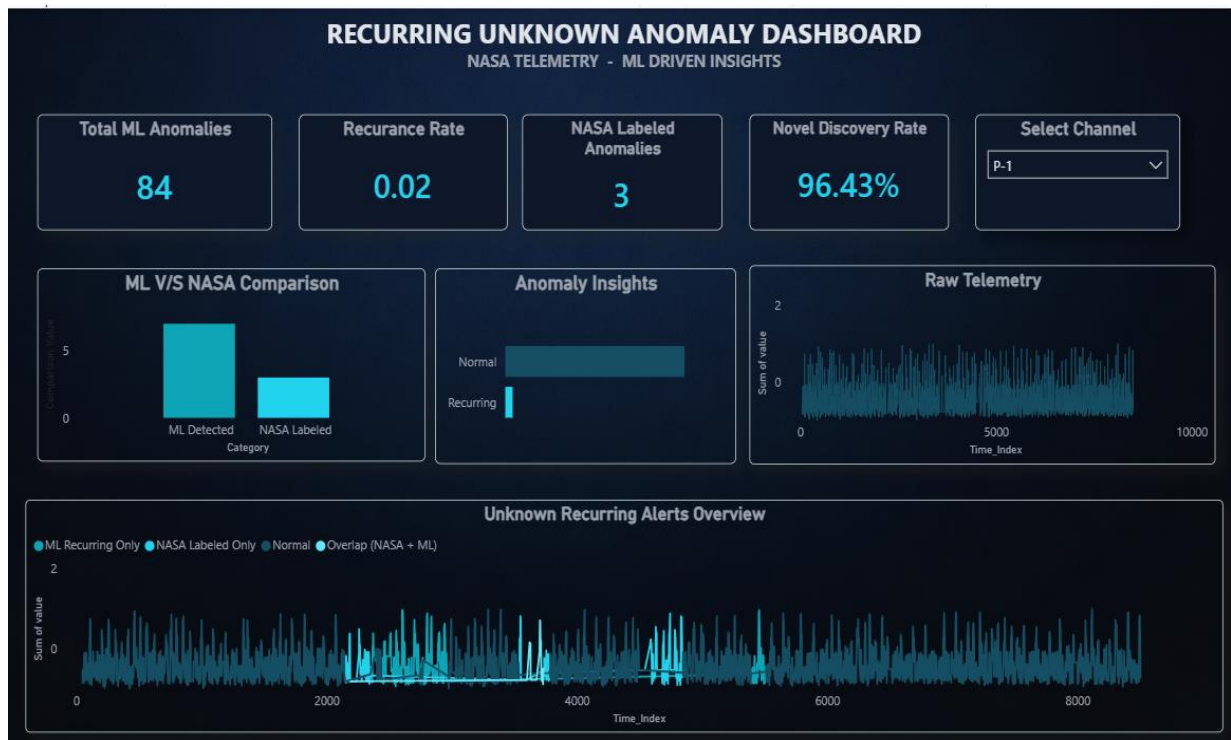 RECURRING UNKNOWN ANOMALY DASHBOARD
NASA TELEMETRY - ML DRIVEN INSIGHTS
Total ML Anomalies
84
Recurance Rate
0.02
NASA Labeled
Anomalies
3
Novel Discovery Rate
96.43%
Select Channel
P-1
ML V/S NASA Comparison
Comparison Value
5
0
ML Detected
NASA Labeled
Category
Anomaly Insights
Normal
Recurring
Raw Telemetry
Sum of value
2
0
0
5000
10000
Time_Index
Unknown Recurring Alerts Overview
ML Recurring Only NASA Labeled Only Normal Overlap (NASA + ML)
Sum of value
2
0
0
2000
4000
6000
8000
Time_Index